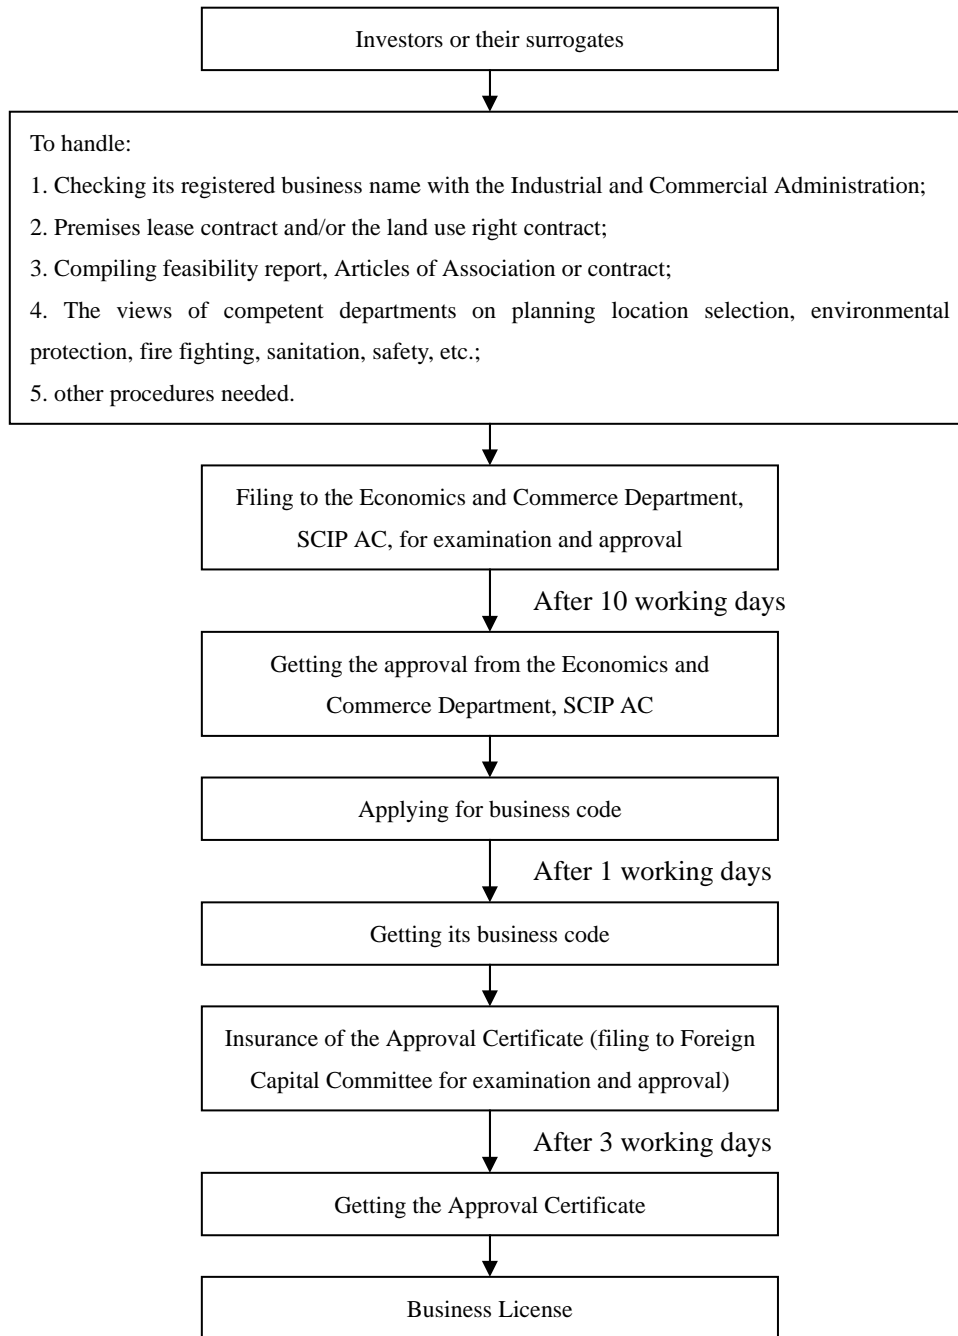 Investors or their surrogates
To handle:
1. Checking its registered business name with the Industrial and Commercial Administration;
2. Premises lease contract and/or the land use right contract;
3. Compiling feasibility report, Articles of Association or contract;
4. The views of competent departments on planning location selection, environmental
protection, fire fighting, sanitation, safety, etc.;
5. other procedures needed.
Filing to the Economics and Commerce Department,
SCIP AC, for examination and approval
After 10 working days
Getting the approval from the Economics and
Commerce Department, SCIP AC
Applying for business code
After 1 working days
Getting its business code
Insurance of the Approval Certificate (filing to Foreign
Capital Committee for examination and approval)
After 3 working days
Getting the Approval Certificate
Business License